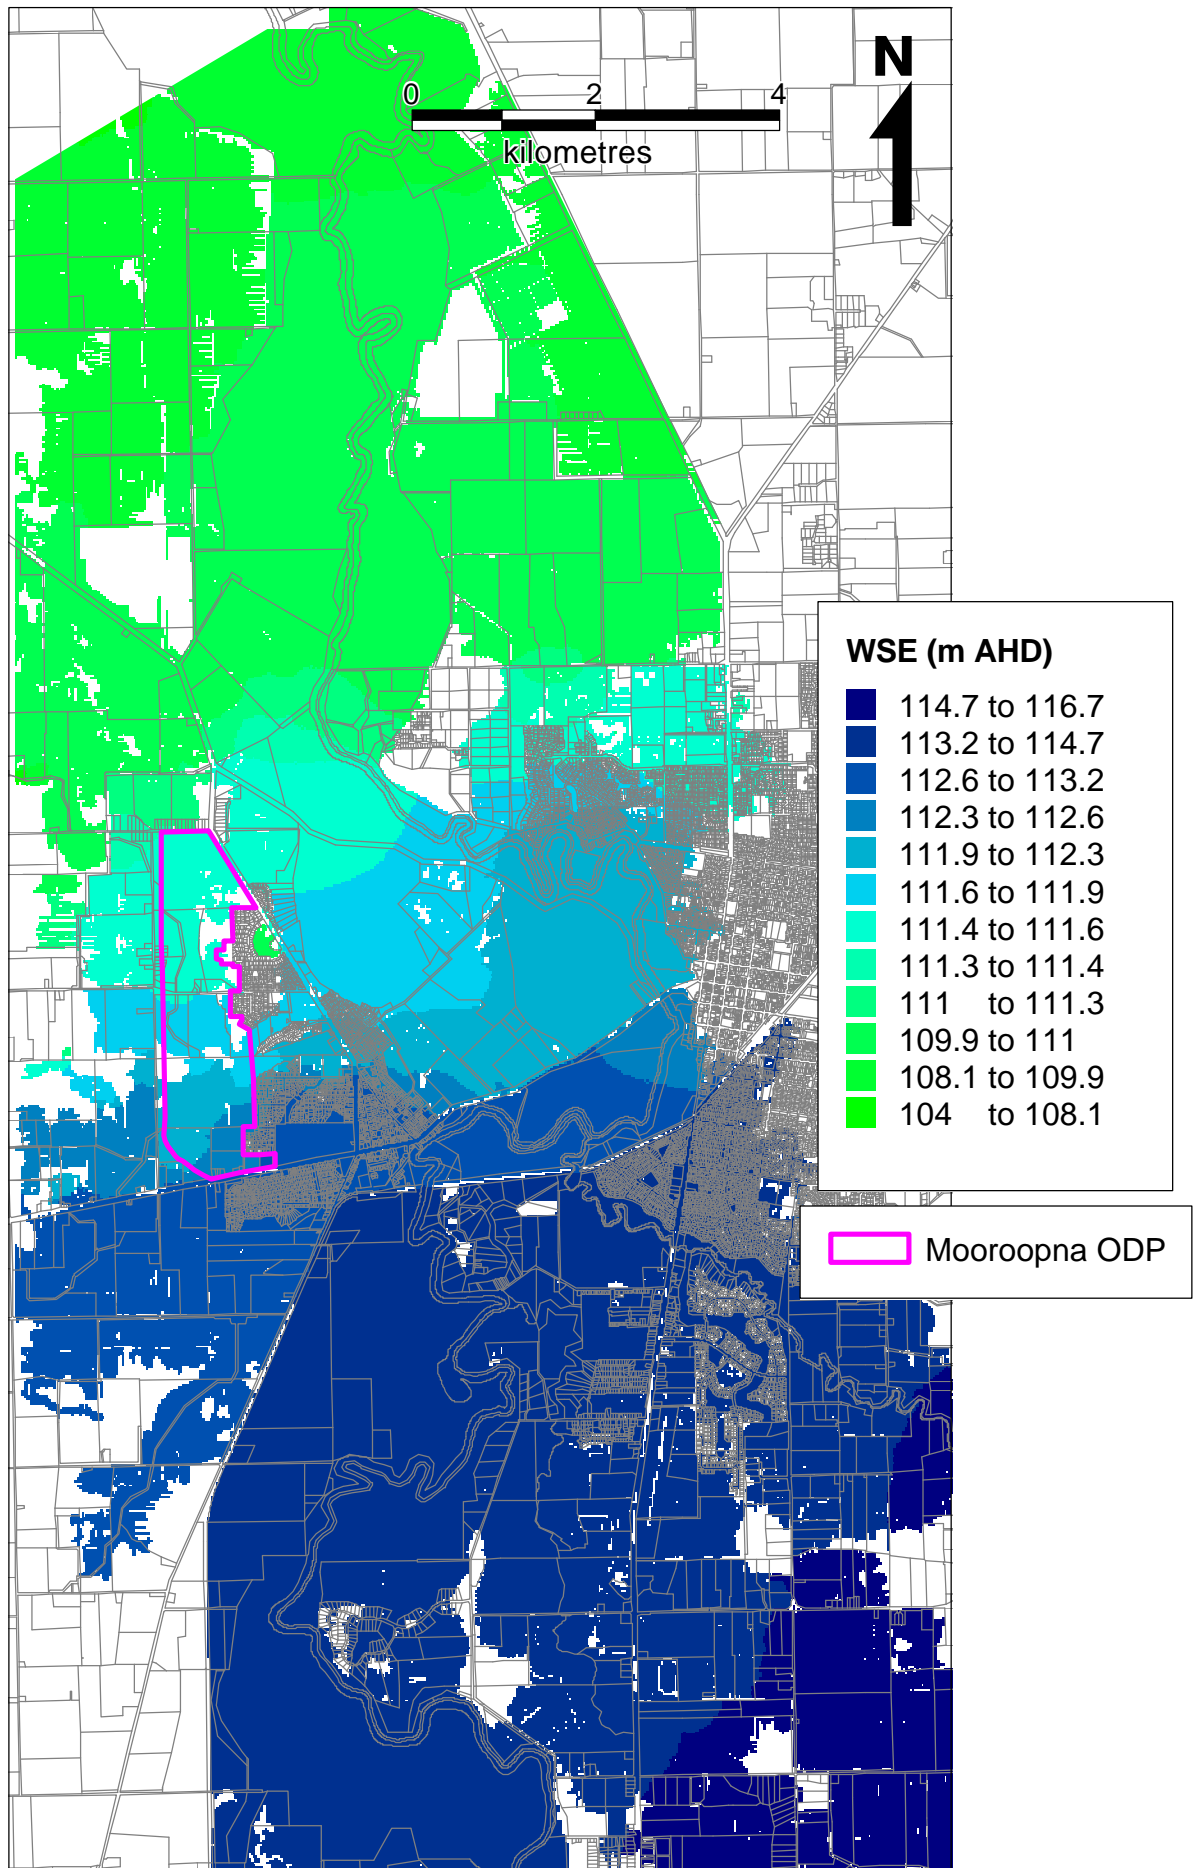 N
0 2 4
kilometres
WSE (m AHD)
114.7 to 116.7
113.2 to 114.7
112.6 to 113.2
112.3 to 112.6
111.9 to 112.3
111.6 to 111.9
111.4 to 111.6
111.3 to 111.4
111 to 111.3
109.9 to 111
108.1 to 109.9
104 to 108.1
Mooroopna ODP